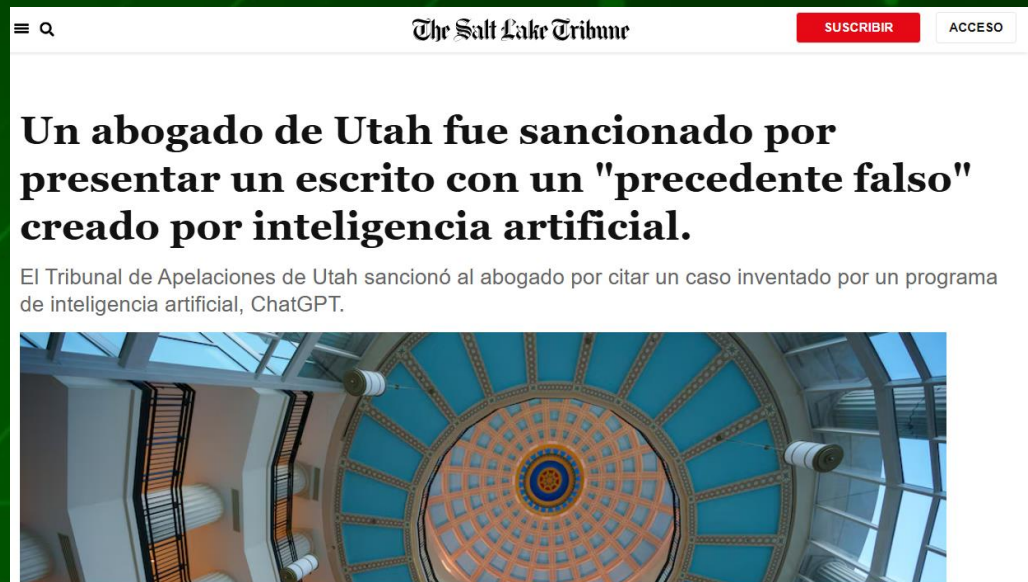 The Salt Lake Tribune
SUSCRIBIR
ACCESO
Un abogado de Utah fue sancionado por
presentar un escrito con un "precedente falso"
creado por inteligencia artificial.
El Tribunal de Apelaciones de Utah sancionó al abogado por citar un caso inventado por un programa
de inteligencia artificial, ChatGPT.